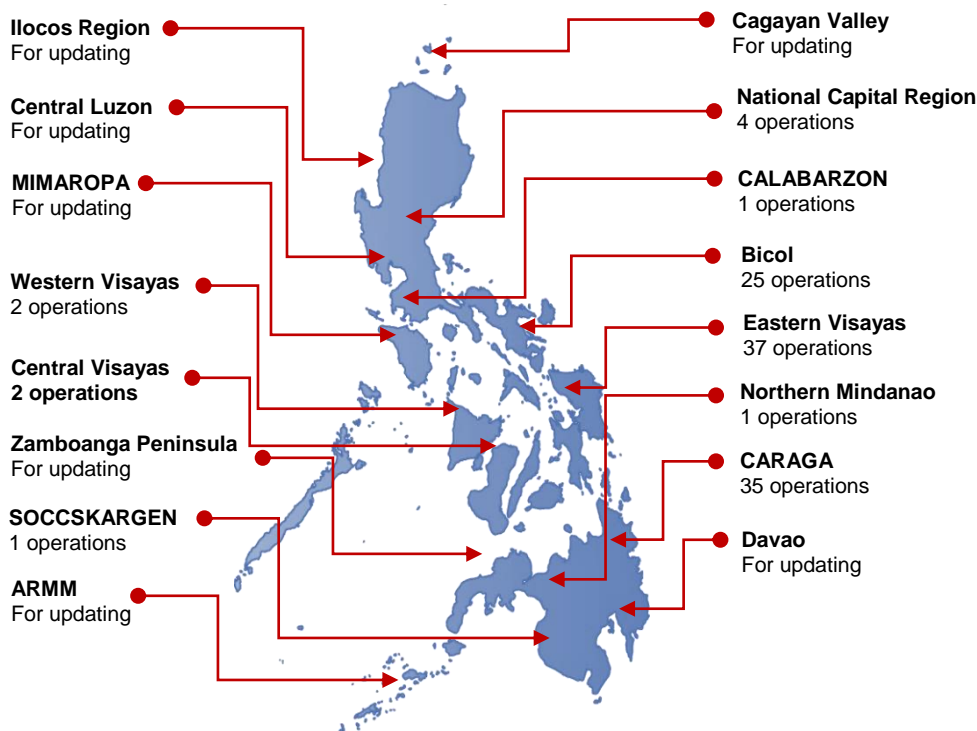 Ilocos Region
For updating
Central Luzon
For updating
MIMAROPA
For updating
Western Visayas
2 operations
Central Visayas
2 operations
Zamboanga Peninsula
For updating
SOCCSKARGEN
1 operations
ARMM
For updating
Cagayan Valley
For updating
National Capital Region
4 operations
CALABARZON
1 operations
Bicol
25 operations
Eastern Visayas
37 operations
Northern Mindanao
1 operations
CARAGA
35 operations
Davao
For updating